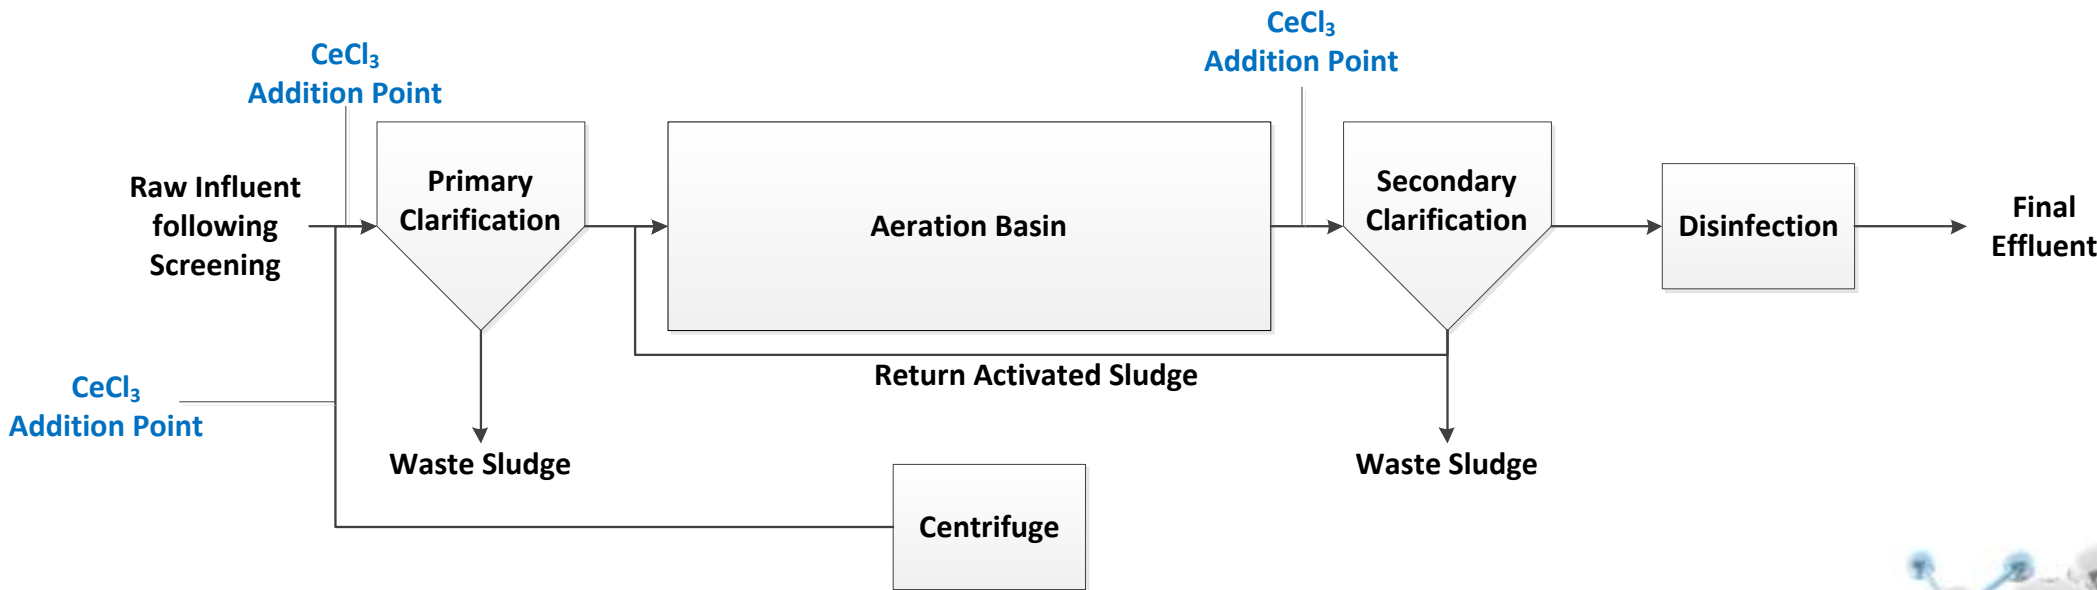 CeCl₃
Addition Point
CeCl₃
Addition Point
Raw Influent
following
Screening
Primary
Clarification
Aeration Basin
Secondary
Clarification
Disinfection
Final
Effluent
Return Activated Sludge
CeCl₃
Addition Point
Waste Sludge
Waste Sludge
Centrifuge